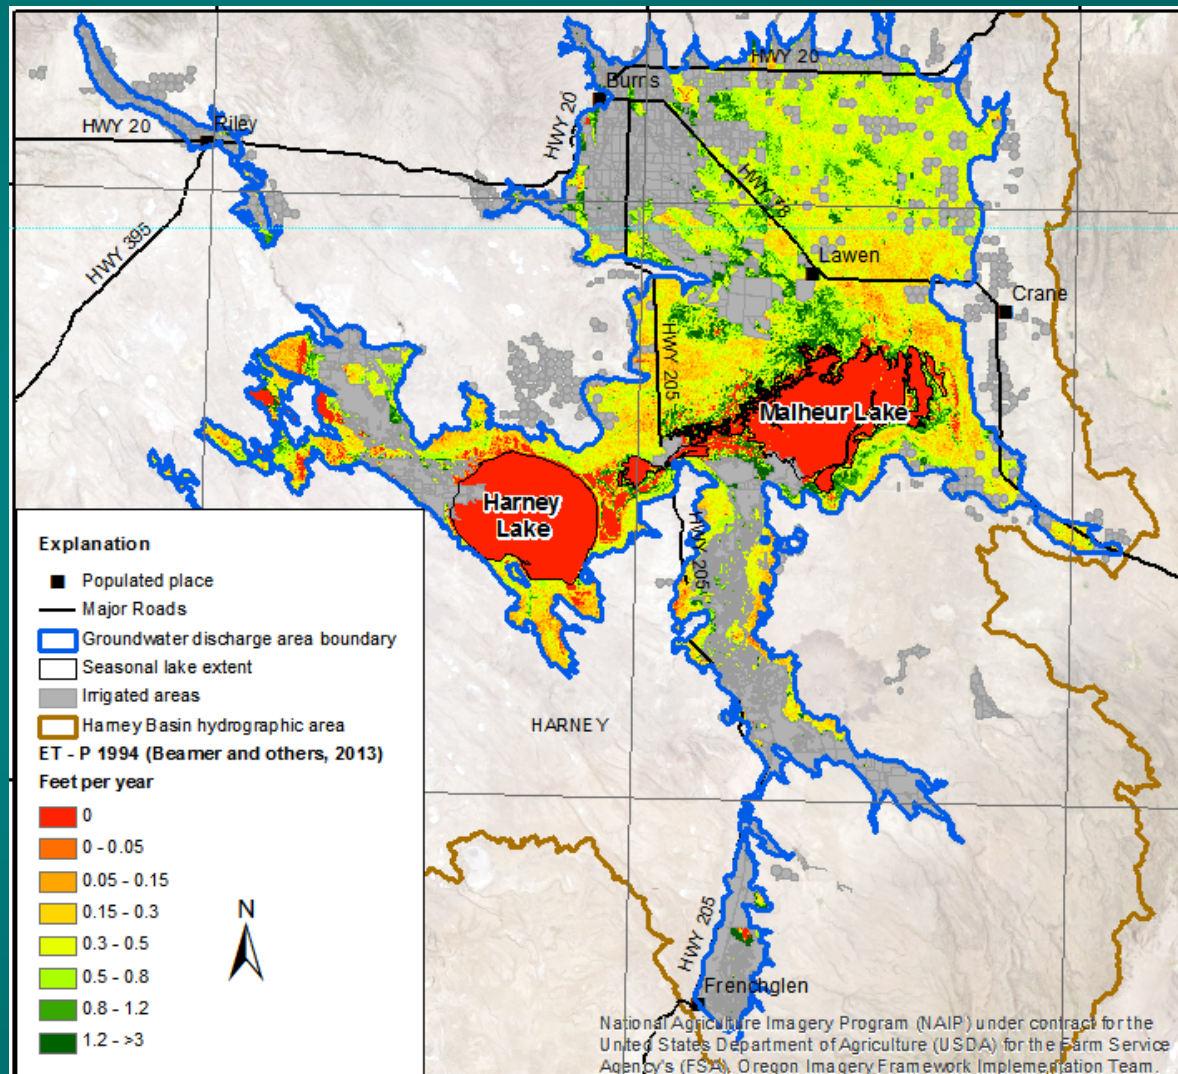 HWY 20
Burns
HWY 20
Riley
HWY 20
HWY 78
HWY 395
Lawen
Crane
HWY 205
Malheur Lake
Harney
Lake
HWY 205
HARNEY
HWY 205
Frenchglen
Explanation
Populated place
Major Roads
Groundwater discharge area boundary
Seasonal lake extent
Irrigated areas
Harney Basin hydrographic area
ET - P 1994 (Beamer and others, 2013)
Feet per year
0
0 - 0.05
0.05 - 0.15
0.15 - 0.3
0.3 - 0.5
0.5 - 0.8
0.8 - 1.2
1.2 - >3
N
National Agriculture Imagery Program (NAIP) under contract for the
United States Department of Agriculture (USDA) for the Farm Service
Agency's (FSA), Oregon Imagery Framework Implementation Team.